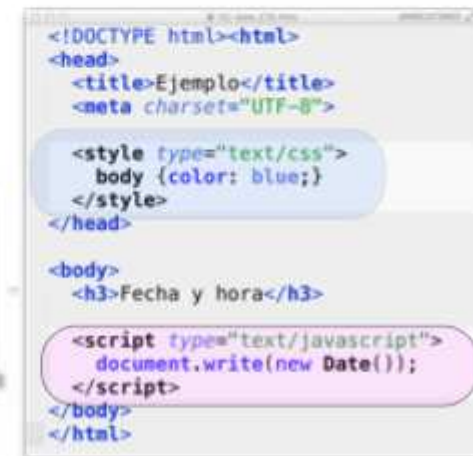 <!DOCTYPE html><html>
<head>
<title>Ejemplo</title>
<meta charset="UTF-8">
<style type="text/css">
body {color: blue;}
</style>
</head>
<body>
<h3>Fecha y hora</h3>
<script type="text/javascript">
document.write(new Date());
</script>
</body>
</html>